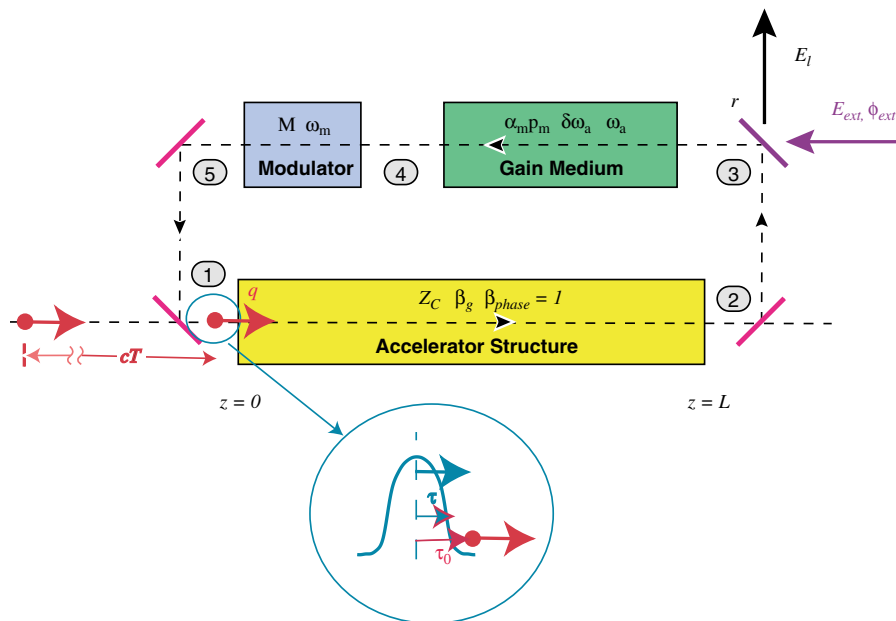 E_l
r
E_ext, ϕ_ext
M ω_m
Modulator
α_m p_m δω_a ω_a
Gain Medium
5
4
3
1
q
Z_C β_g β_phase = 1
Accelerator Structure
2
cT
z = 0
z = L
τ
τ_0